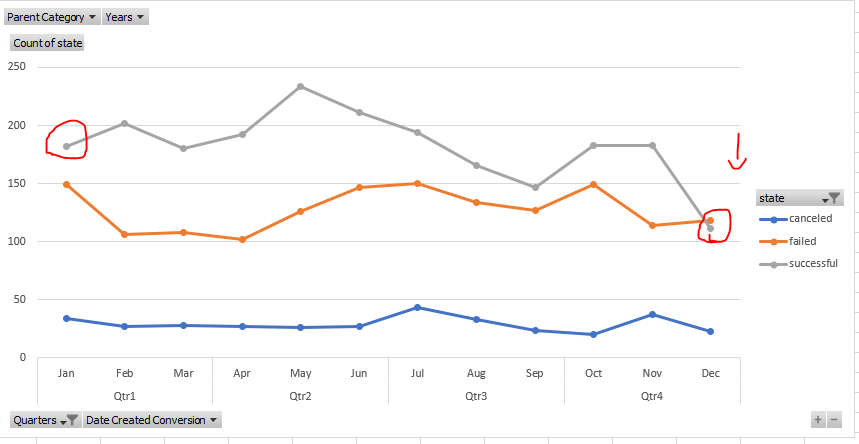 Parent Category Years
Count of state
250
200
150
100
50
0
Jan Feb Mar Apr May Jun Jul Aug Sep Oct Nov Dec
Qtr1 Qtr2 Qtr3 Qtr4
state
canceled
failed
successful
Quarters Date Created Conversion